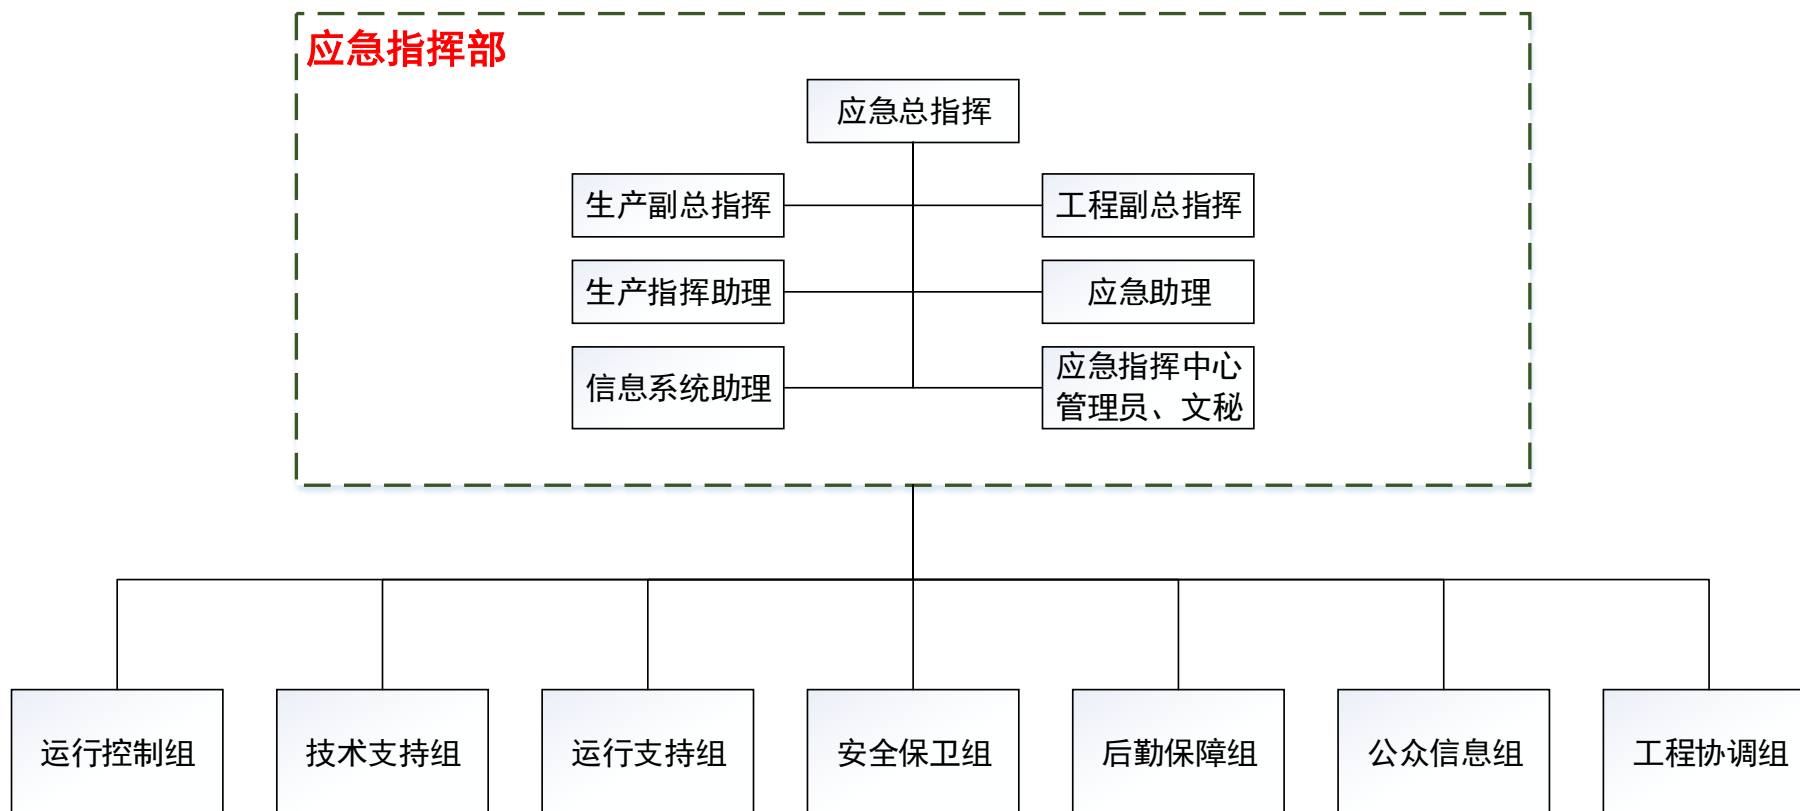 应急指挥部
应急总指挥
生产副总指挥
工程副总指挥
生产指挥助理
应急助理
信息系统助理
应急指挥中心
管理员、文秘
运行控制组
技术支持组
运行支持组
安全保卫组
后勤保障组
公众信息组
工程协调组